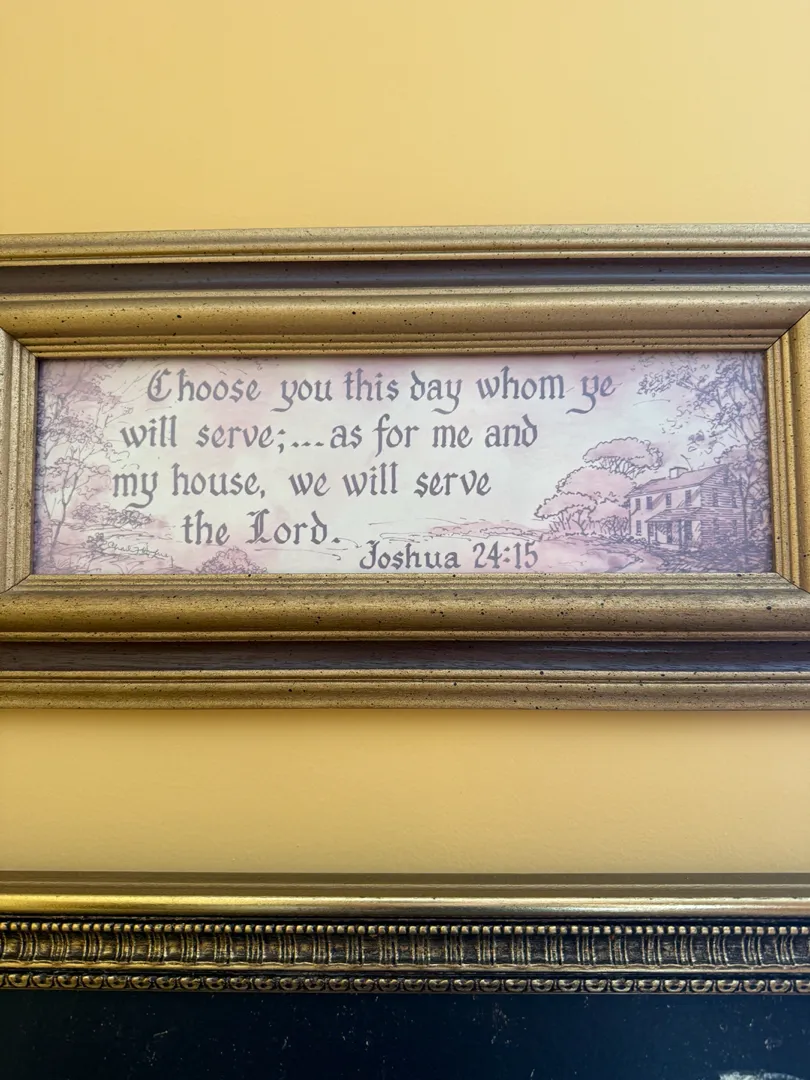 Choose you this day whom ye
will serve;...as for me and
my house, we will serve
the Lord.
Joshua 24:15